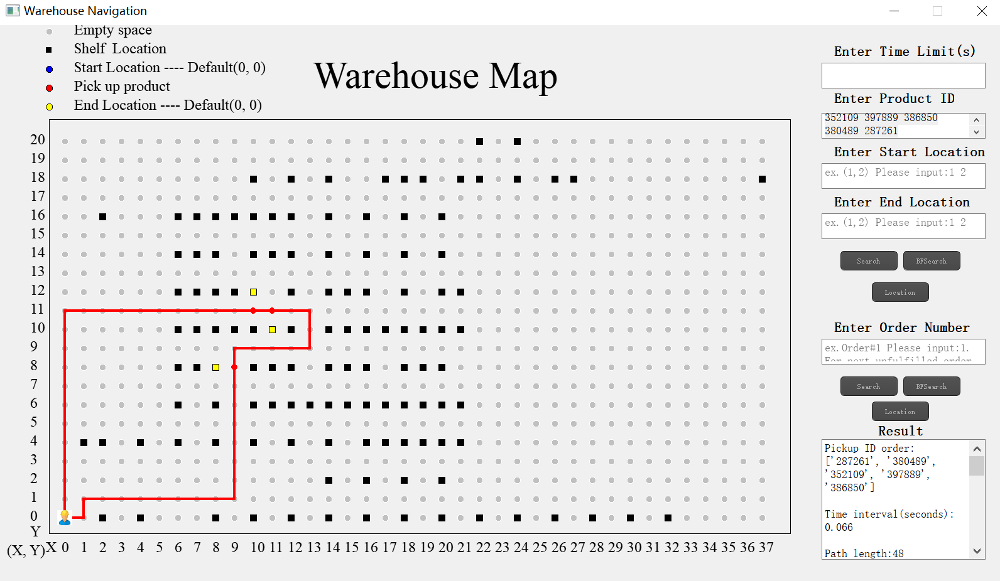 Warehouse Navigation
Empty space
Shelf Location
Start Location ---- Default(0, 0)
Pick up product
End Location ---- Default(0, 0)
Warehouse Map
20
19
18
17
16
15
14
13
12
11
10
9
8
7
6
5
4
3
2
1
0
Y
(X, Y)X 0 1 2 3 4 5 6 7 8 9 10 11 12 13 14 15 16 17 18 19 20 21 22 23 24 25 26 27 28 29 30 31 32 33 34 35 36 37
Enter Time Limit(s)
Enter Product ID
352109 397889 386850
380489 287261
Enter Start Location
ex.(1,2) Please input:1 2
Enter End Location
ex.(1,2) Please input:1 2
Search BFSearch
Location
Enter Order Number
ex.Order#1 Please input:1.
For next unfulfilled order
Search BFSearch
Location
Result
Pickup ID order:
['287261', '380489',
'352109', '397889',
'386850']
Time interval(seconds):
0.066
Path length:48